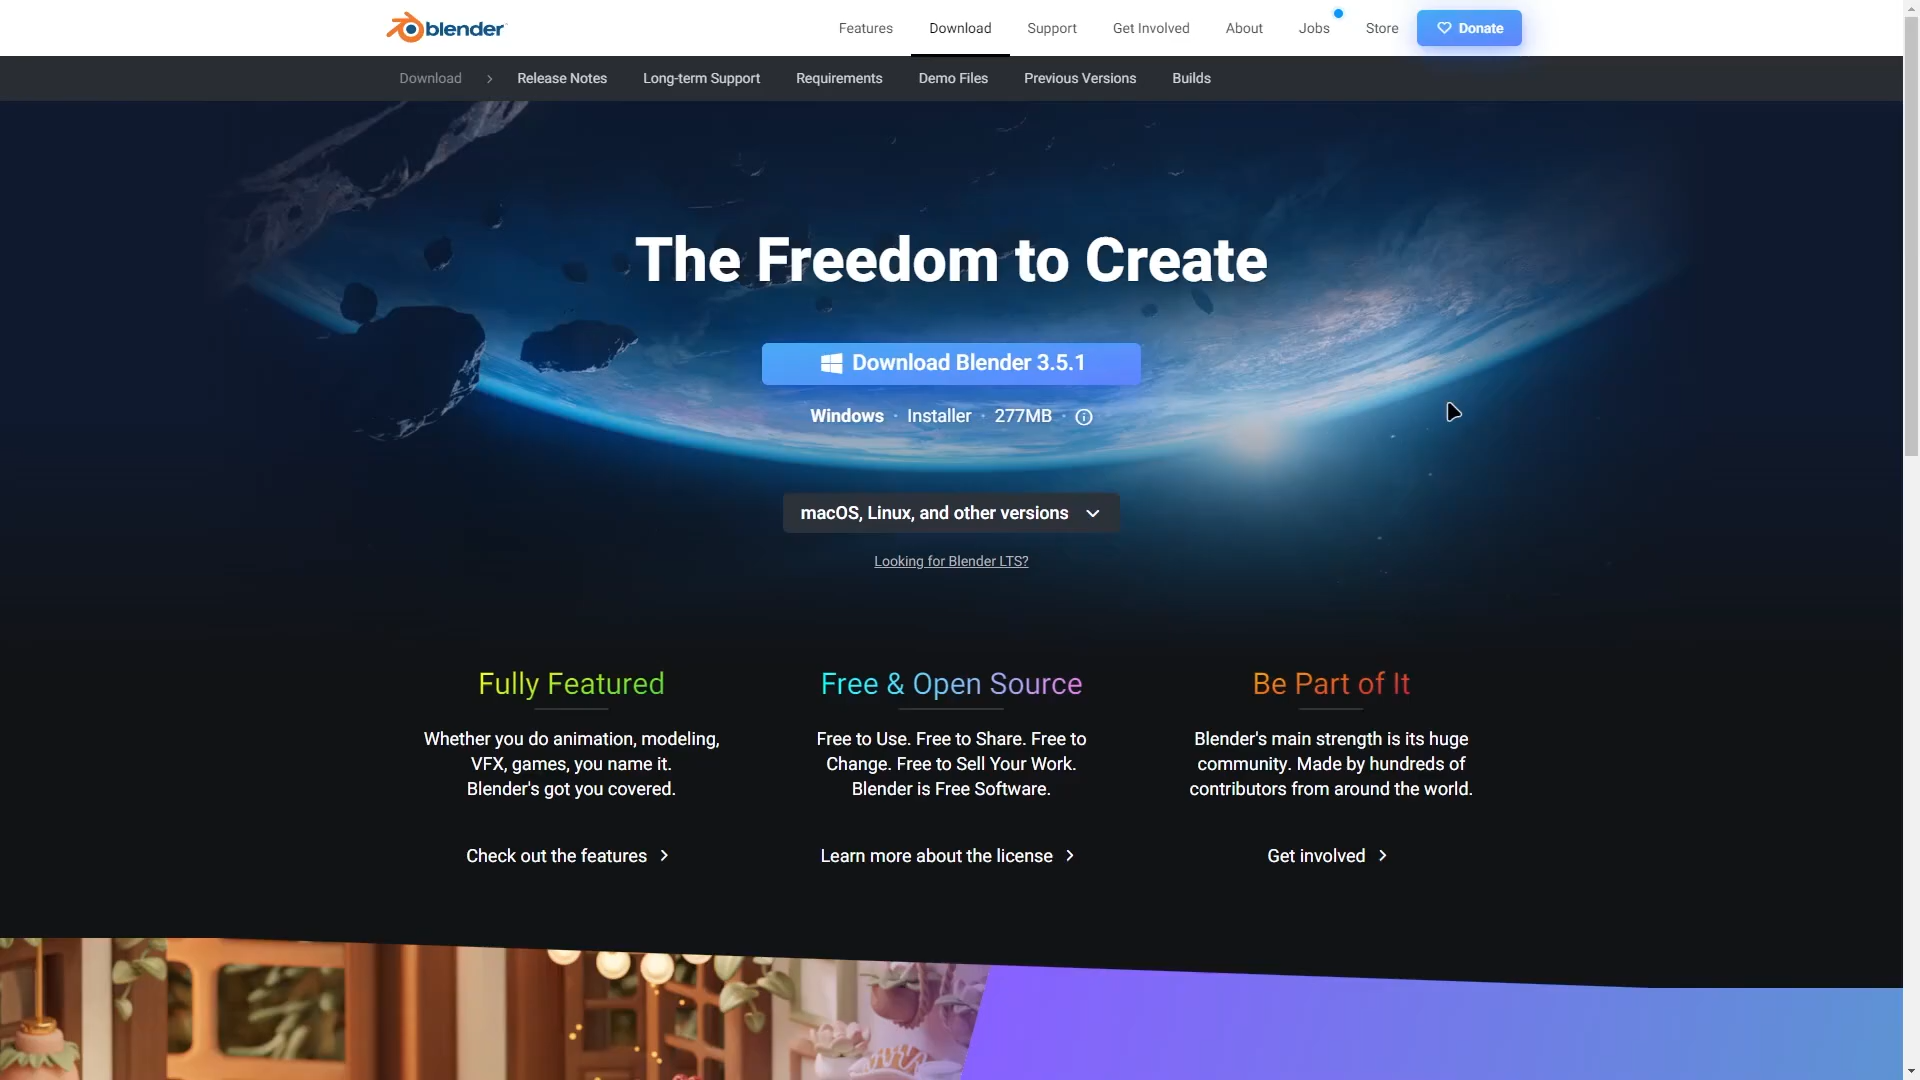 blender
Features
Download
Support
Get Involved
About
Jobs
Store
Donate
Download
Release Notes
Long-term Support
Requirements
Demo Files
Previous Versions
Builds
The Freedom to Create
Download Blender 3.5.1
Windows · Installer · 277MB ·
macOS, Linux, and other versions
Looking for Blender LTS?
Fully Featured
Whether you do animation, modeling,
VFX, games, you name it.
Blender's got you covered.
Check out the features
Free & Open Source
Free to Use. Free to Share. Free to
Change. Free to Sell Your Work.
Blender is Free Software.
Learn more about the license
Be Part of It
Blender's main strength is its huge
community. Made by hundreds of
contributors from around the world.
Get involved